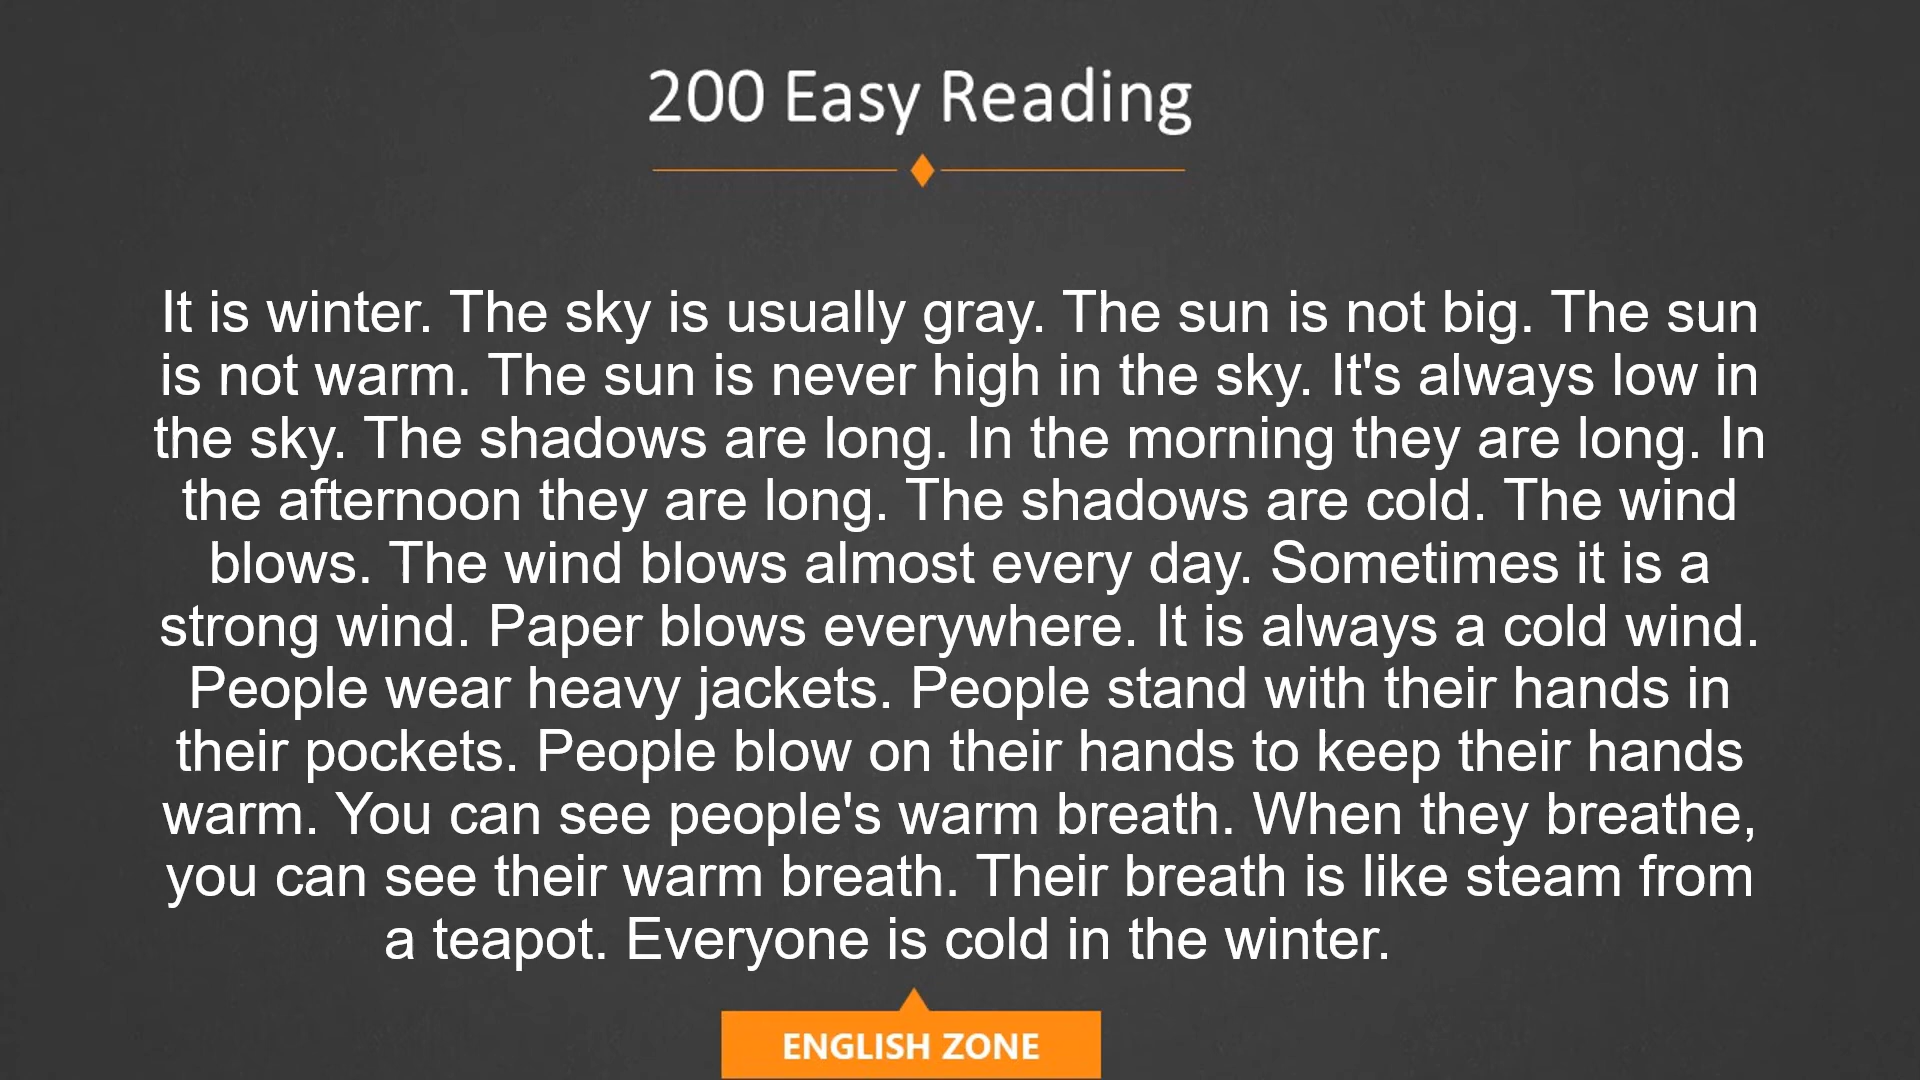 200 Easy Reading
It is winter. The sky is usually gray. The sun is not big. The sun
is not warm. The sun is never high in the sky. It's always low in
the sky. The shadows are long. In the morning they are long. In
the afternoon they are long. The shadows are cold. The wind
blows. The wind blows almost every day. Sometimes it is a
strong wind. Paper blows everywhere. It is always a cold wind.
People wear heavy jackets. People stand with their hands in
their pockets. People blow on their hands to keep their hands
warm. You can see people's warm breath. When they breathe,
you can see their warm breath. Their breath is like steam from
a teapot. Everyone is cold in the winter.
ENGLISH ZONE